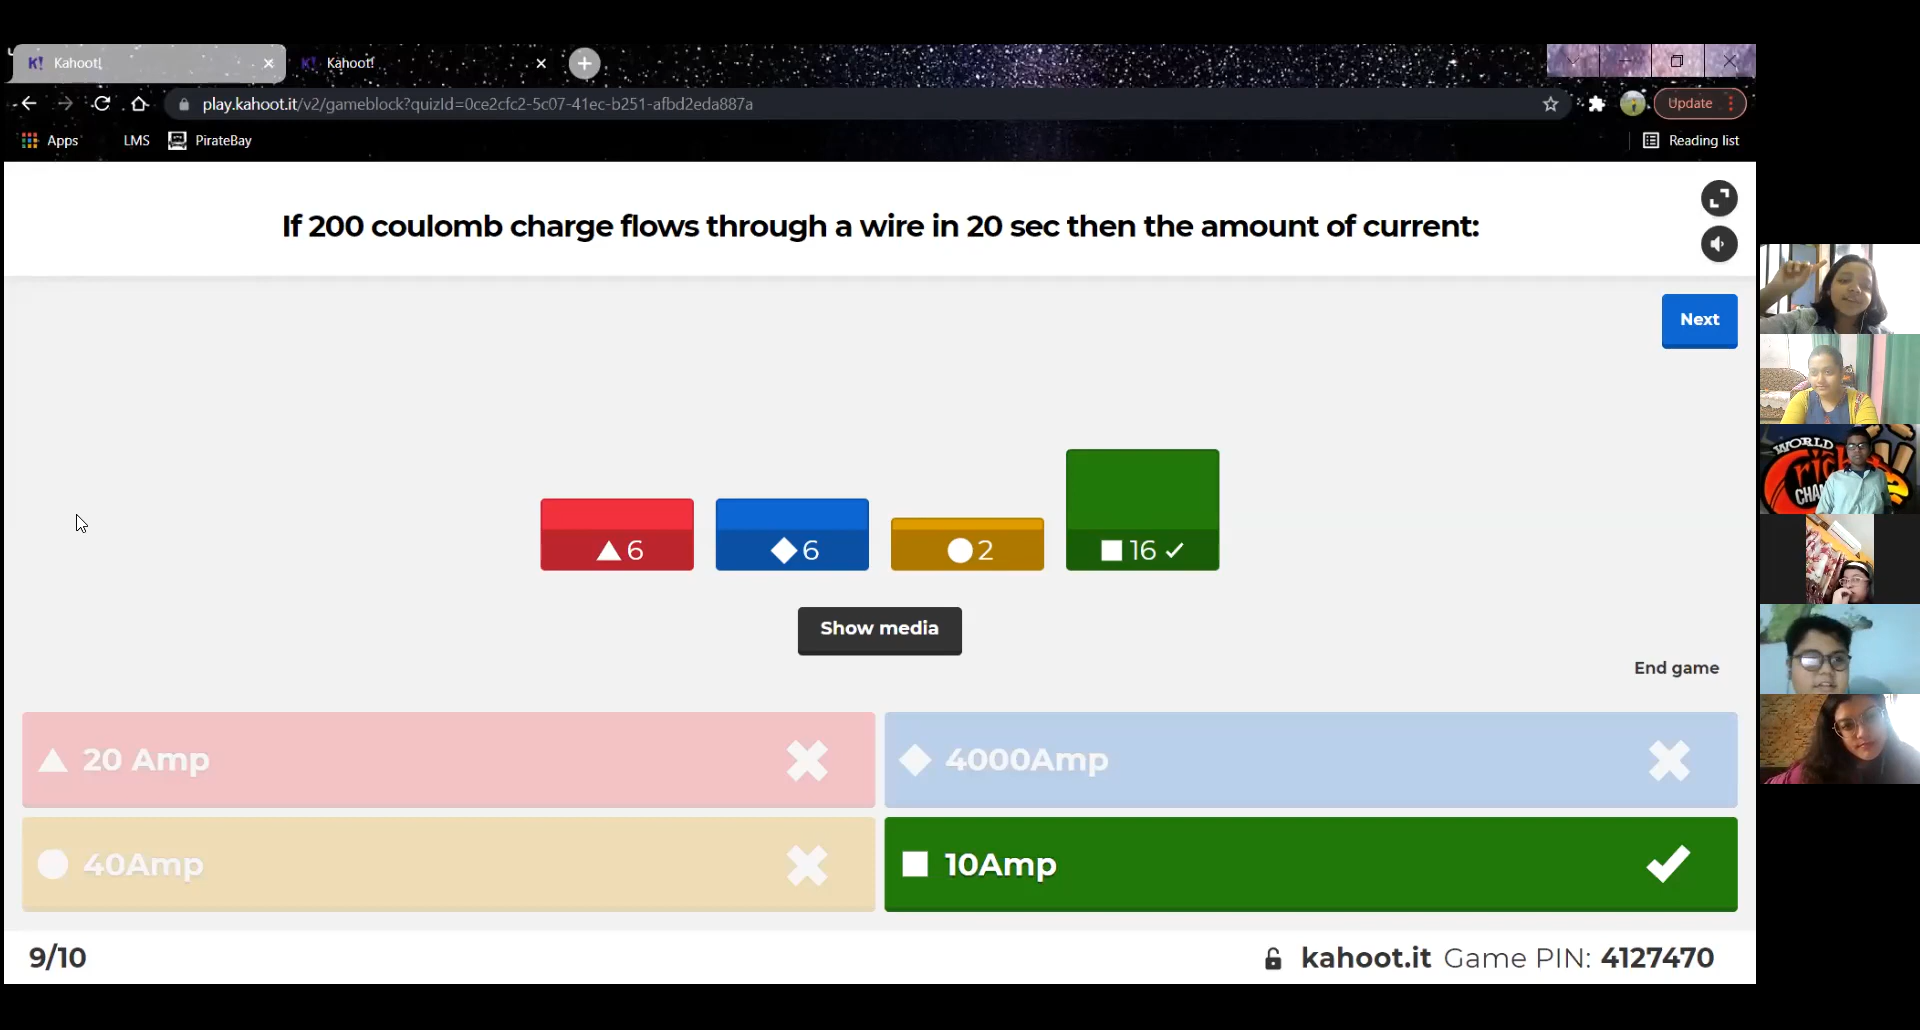 K! Kahoot!
K! Kahoot!
play.kahoot.it/v2/gameblock?quizId=0ce2cfc2-5c07-41ec-b251-afbd2eda887a
Update
Apps
LMS
PirateBay
Reading list
If 200 coulomb charge flows through a wire in 20 sec then the amount of current:
Next
6
6
2
16
Show media
End game
20 Amp
4000Amp
40Amp
10Amp
9/10
kahoot.it Game PIN: 4127470
WORLD